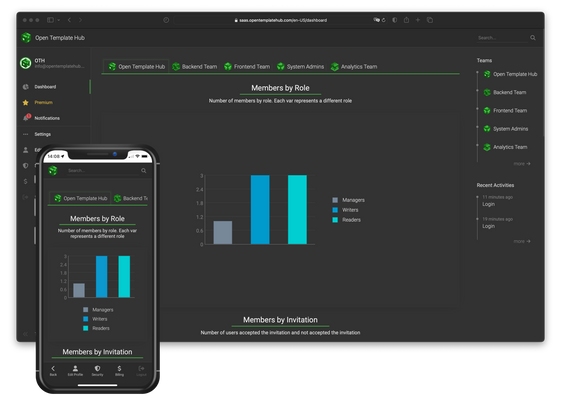 saas.opentemplatehub.com/en-US/dashboard
Open Template Hub
Search...
OTH
info@opentemplatehub...
Dashboard
Premium
Notifications
Settings
Open Template Hub
Backend Team
Frontend Team
System Admins
Analytics Team
Members by Role
Number of members by role. Each var represents a different role
3
2.4
1.8
1.2
0.6
0
Managers
Writers
Readers
Members by Invitation
Number of users accepted the invitation and not accepted the invitation
Teams
Open Template Hub
Backend Team
Frontend Team
System Admins
Analytics Team
more
Recent Activities
11 minutes ago
Login
19 minutes ago
Login
more
14:08
Search...
Open Template Hub
Backend T
Members by Role
Number of members by role. Each var
represents a different role
3
2.4
1.8
1.2
0.6
0
Managers
Writers
Readers
Members by Invitation
Back
Edit Profile
Security
Billing
Logout